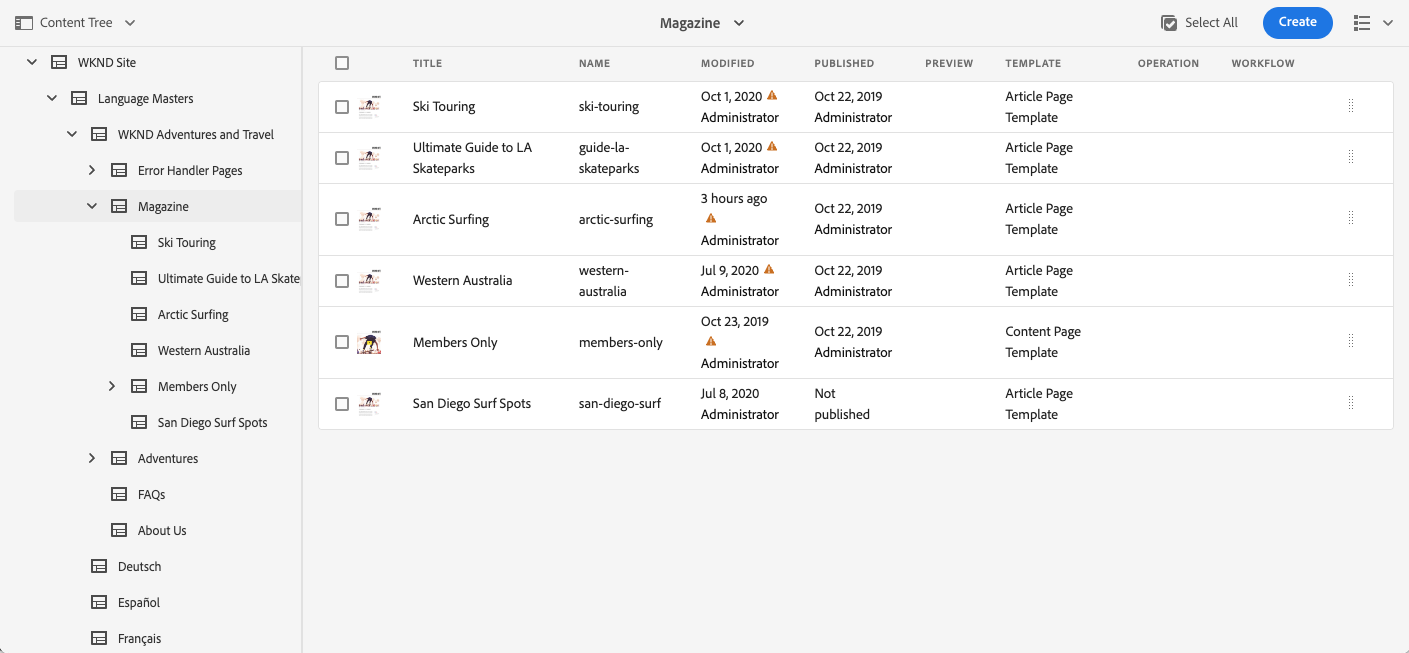 Content Tree
Magazine
Select All
Create
WKND Site
Language Masters
WKND Adventures and Travel
Error Handler Pages
Magazine
Ski Touring
Ultimate Guide to LA Skate
Arctic Surfing
Western Australia
Members Only
San Diego Surf Spots
Adventures
FAQs
About Us
Deutsch
Español
Français
TITLE NAME MODIFIED PUBLISHED PREVIEW TEMPLATE OPERATION WORKFLOW
Oct 1, 2020 Oct 22, 2019 Article Page
Ski Touring ski-touring
Administrator Administrator Template
Ultimate Guide to LA guide-la- Oct 1, 2020 Oct 22, 2019 Article Page
Skateparks skateparks Administrator Administrator Template
3 hours ago
Oct 22, 2019 Article Page
Arctic Surfing arctic-surfing
Administrator Template
Administrator
western- Jul 9, 2020 Oct 22, 2019 Article Page
Western Australia
australia Administrator Administrator Template
Oct 23, 2019
Oct 22, 2019 Content Page
Members Only members-only
Administrator Template
Administrator
Jul 8, 2020 Not Article Page
San Diego Surf Spots san-diego-surf
Administrator published Template